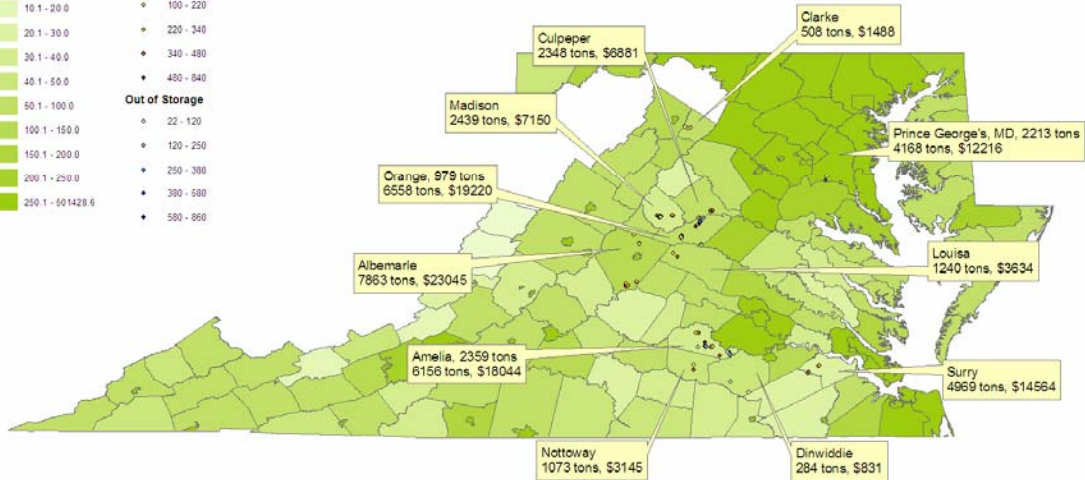 10.1 - 20.0
20.1 - 30.0
30.1 - 40.0
40.1 - 50.0
50.1 - 100.0
100.1 - 150.0
150.1 - 200.0
200.1 - 250.0
250.1 - 501428.6
100 - 220
220 - 340
340 - 480
480 - 640
Out of Storage
22 - 120
120 - 250
250 - 380
380 - 580
580 - 860
Clarke
508 tons, $1488
Culpeper
2348 tons, $6881
Madison
2439 tons, $7150
Prince George's, MD, 2213 tons
4168 tons, $12216
Orange, 979 tons
6558 tons, $19220
Louisa
1240 tons, $3634
Albemarle
7863 tons, $23045
Amelia, 2359 tons
6156 tons, $18044
Surry
4969 tons, $14564
Nottoway
1073 tons, $3145
Dinwiddie
284 tons, $831